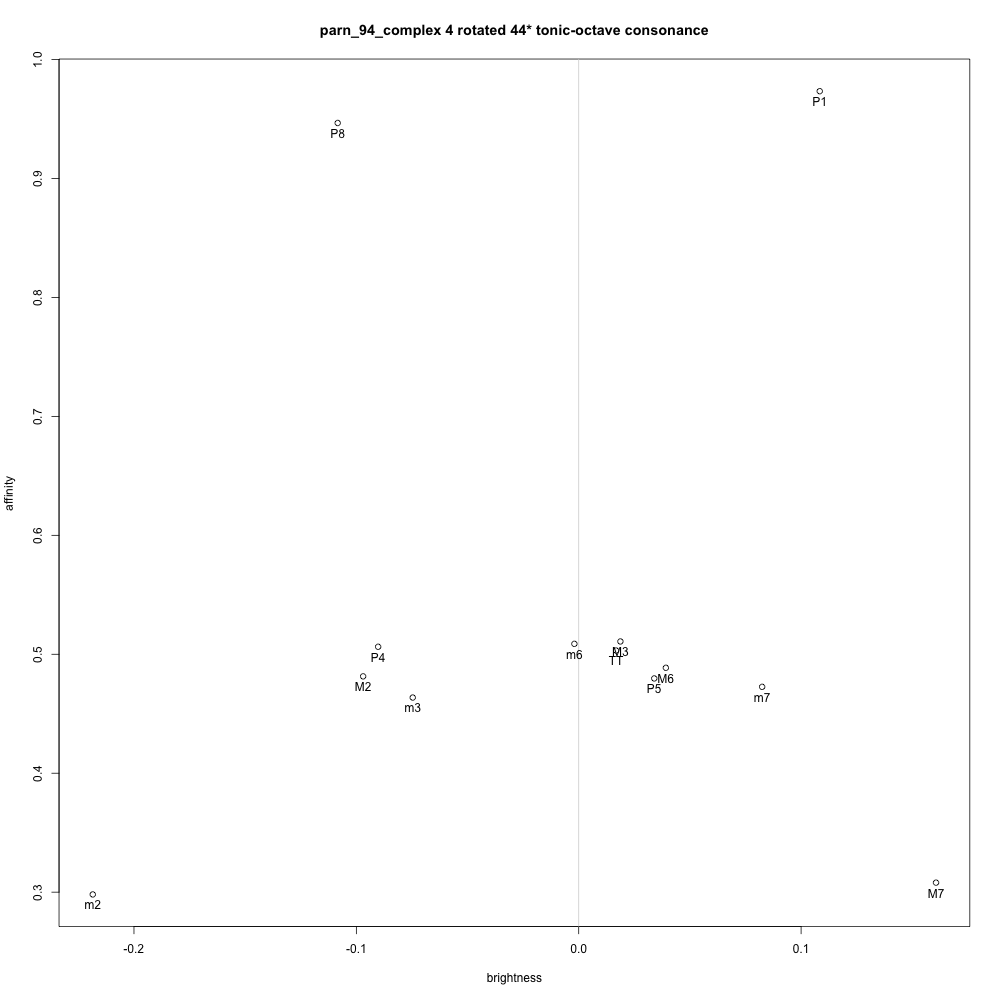 parn_94_complex 4 rotated 44* tonic-octave consonance
affinity
1.0
0.9
0.8
0.7
0.6
0.5
0.4
0.3
P1
P8
P4
M2
m3
m6
M3
TT
M6
P5
m7
m2
M7
-0.2
-0.1
0.0
0.1
brightness